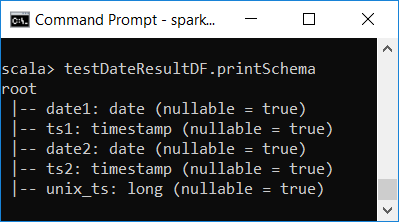 Command Prompt - spark...
scala> testDateResultDF.printSchema
root
 |-- date1: date (nullable = true)
 |-- ts1: timestamp (nullable = true)
 |-- date2: date (nullable = true)
 |-- ts2: timestamp (nullable = true)
 |-- unix_ts: long (nullable = true)